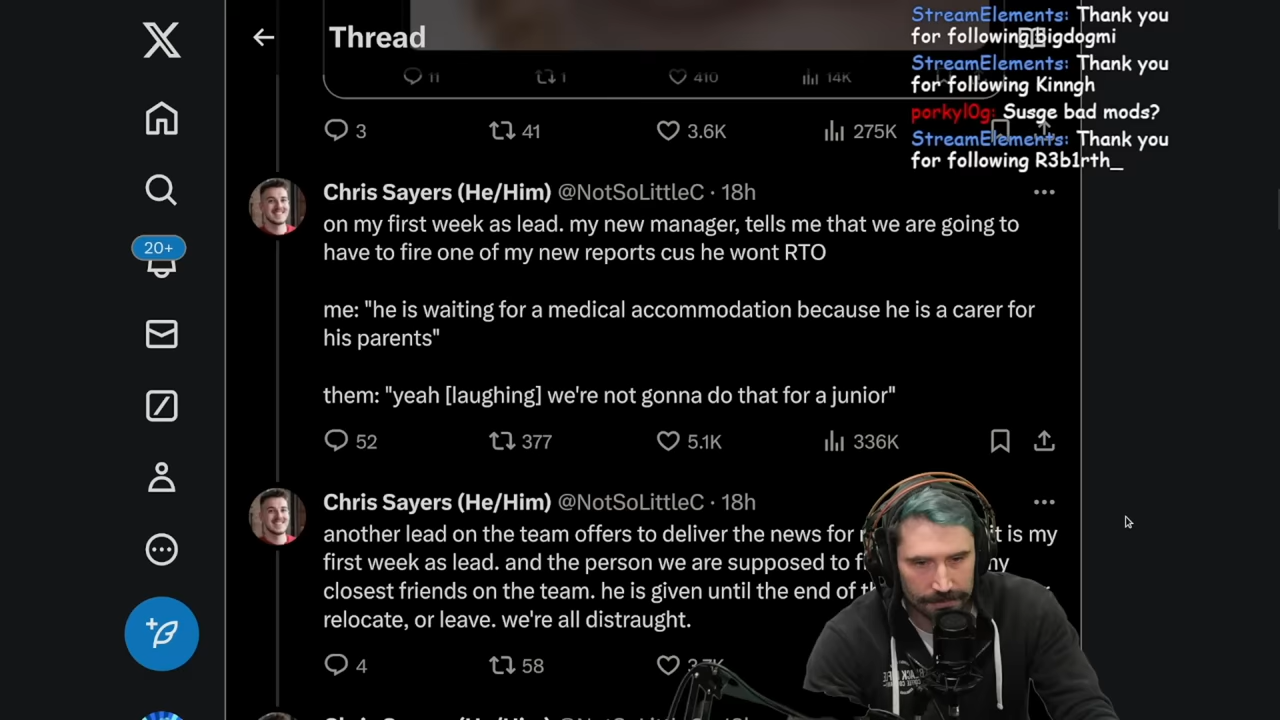 Thread
11 1 410 14K
3 41 3.6K 275K
StreamElements: Thank you
for following Bigdogmi
StreamElements: Thank you
for following Kinngh
porkyl0g: Susge bad mods?
StreamElements: Thank you
for following R3b1rth_
20+
Chris Sayers (He/Him) @NotSoLittleC · 18h
on my first week as lead. my new manager, tells me that we are going to
have to fire one of my new reports cus he wont RTO
me: "he is waiting for a medical accommodation because he is a carer for
his parents"
them: "yeah [laughing] we're not gonna do that for a junior"
52 377 5.1K 336K
Chris Sayers (He/Him) @NotSoLittleC · 18h
another lead on the team offers to deliver the news for it is my
first week as lead. and the person we are supposed to
closest friends on the team. he is given until the end of
relocate, or leave. we're all distraught.
4 58